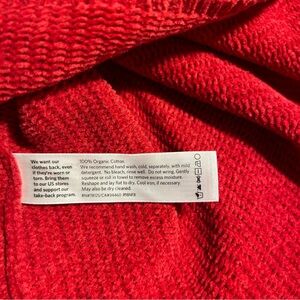 We want our
clothes back, even
if they're worn or
torn. Bring them
to our US stores
and support our
take-back program.
100% Organic Cotton.
We recommend hand wash, cold, separately, with mild
detergent. No bleach, rinse well. Do not wring. Gently
squeeze or roll in towel to remove excess moisture.
Reshape and lay flat to dry. Cool iron, if necessary.
May also be dry cleaned.